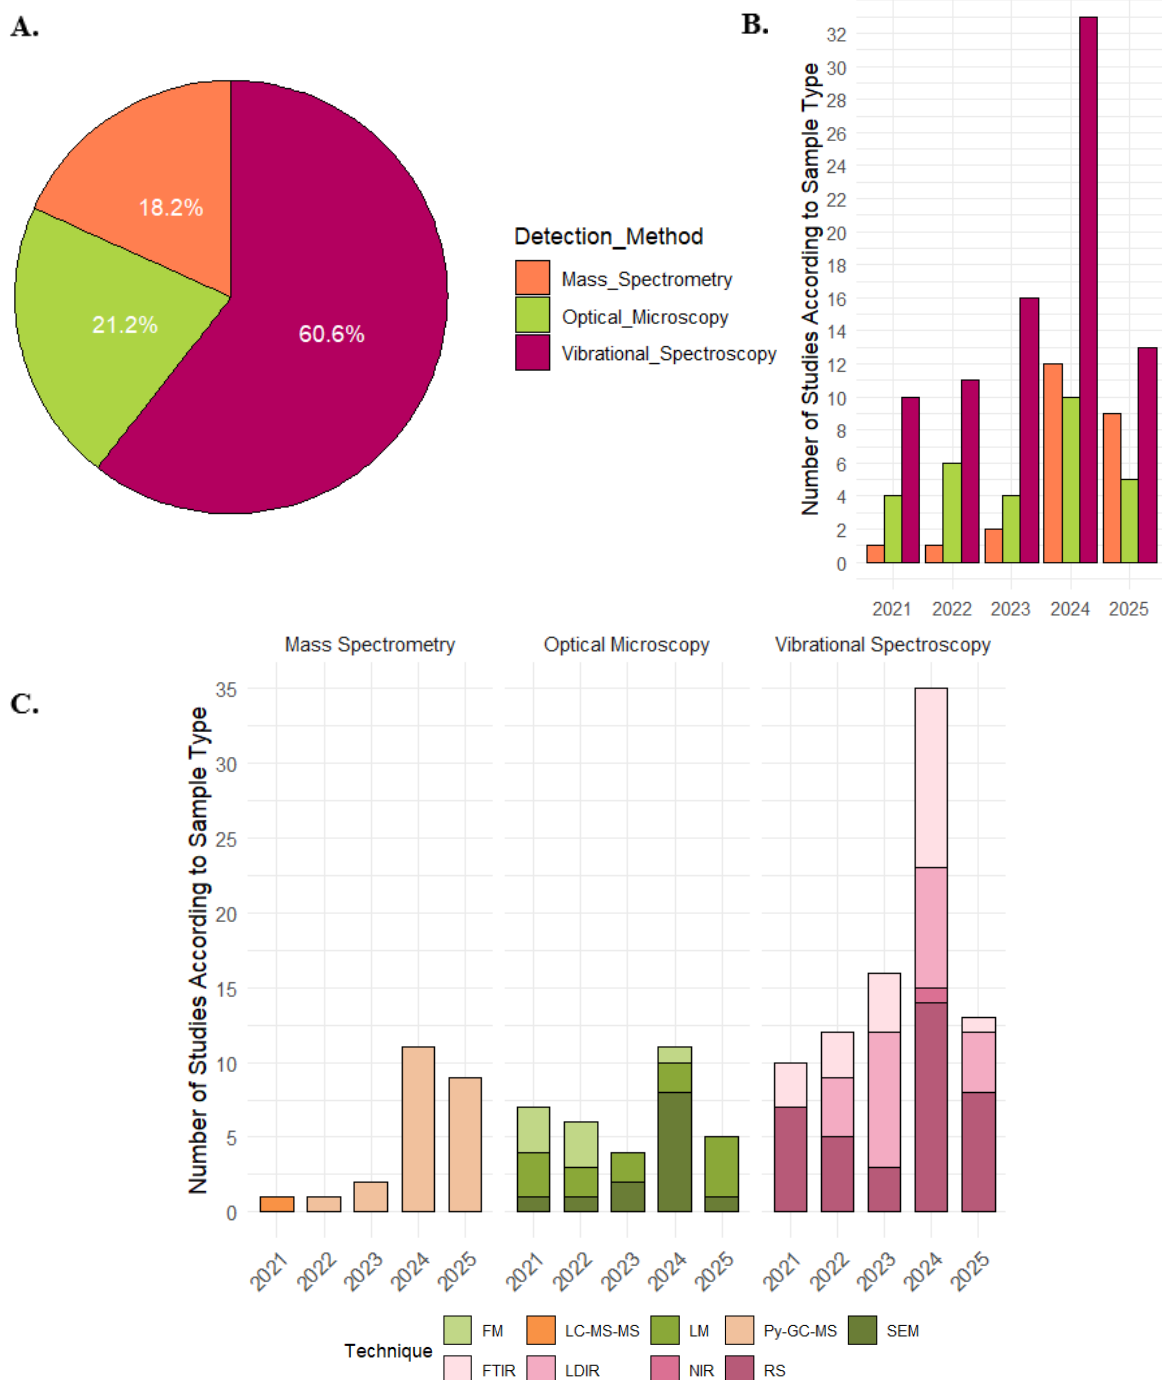 A.
18.2%
21.2%
60.6%
Detection_Method
Mass_Spectrometry
Optical_Microscopy
Vibrational_Spectroscopy
B.
Number of Studies According to Sample Type
32
30
28
26
24
22
20
18
16
14
12
10
8
6
4
2
0
2021 2022 2023 2024 2025
C.
Mass Spectrometry Optical Microscopy Vibrational Spectroscopy
Number of Studies According to Sample Type
35
30
25
20
15
10
5
0
2021 2022 2023 2024 2025 2021 2022 2023 2024 2025 2021 2022 2023 2024 2025
Technique
FM LC-MS-MS LM Py-GC-MS SEM
FTIR LDIR NIR RS